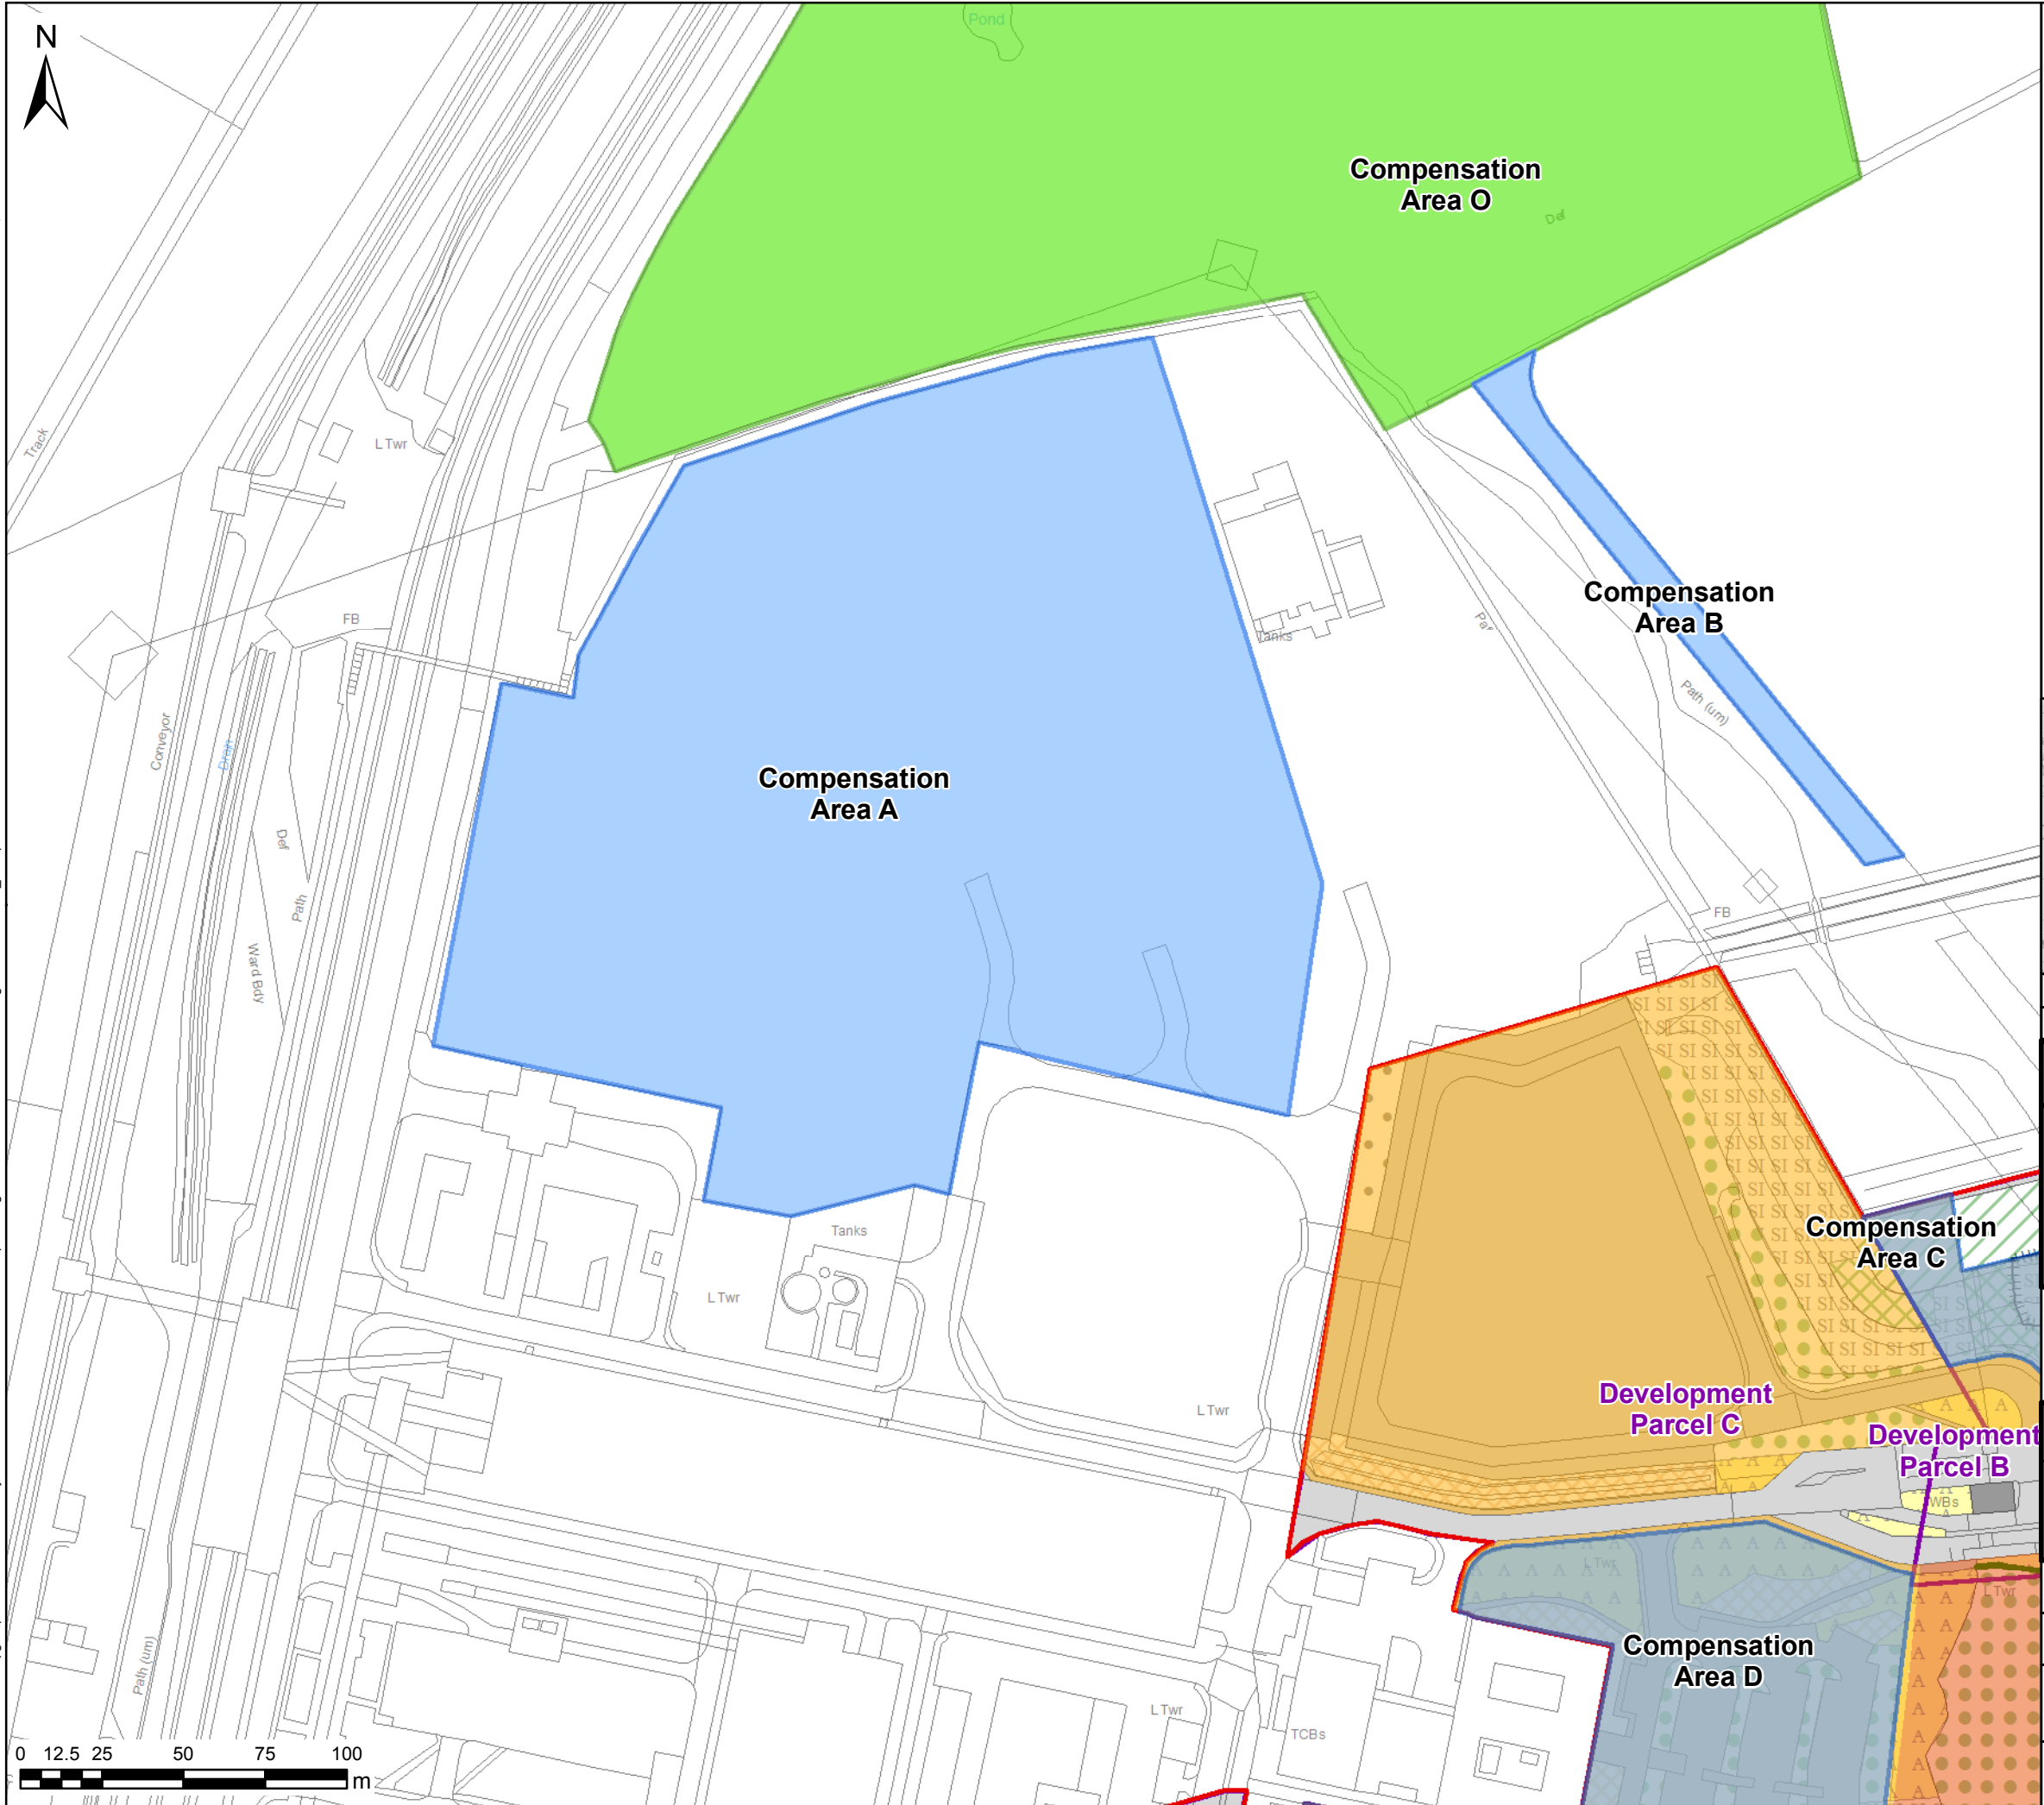 N
Pond
Compensation
Area O
Def
Track
L Twr
FB
Compensation
Area B
Tanks
Path (um)
Conveyor
Drain
Compensation
Area A
Def
Path
Ward Bdy
FB
Tanks
L Twr
L Twr
Compensation
Area C
Development
Parcel C
Development
Parcel B
WBs
L Twr
L Twr
Compensation
Area D
Path (um)
L Twr
TCBs
0 12.5 25 50 75 100
m